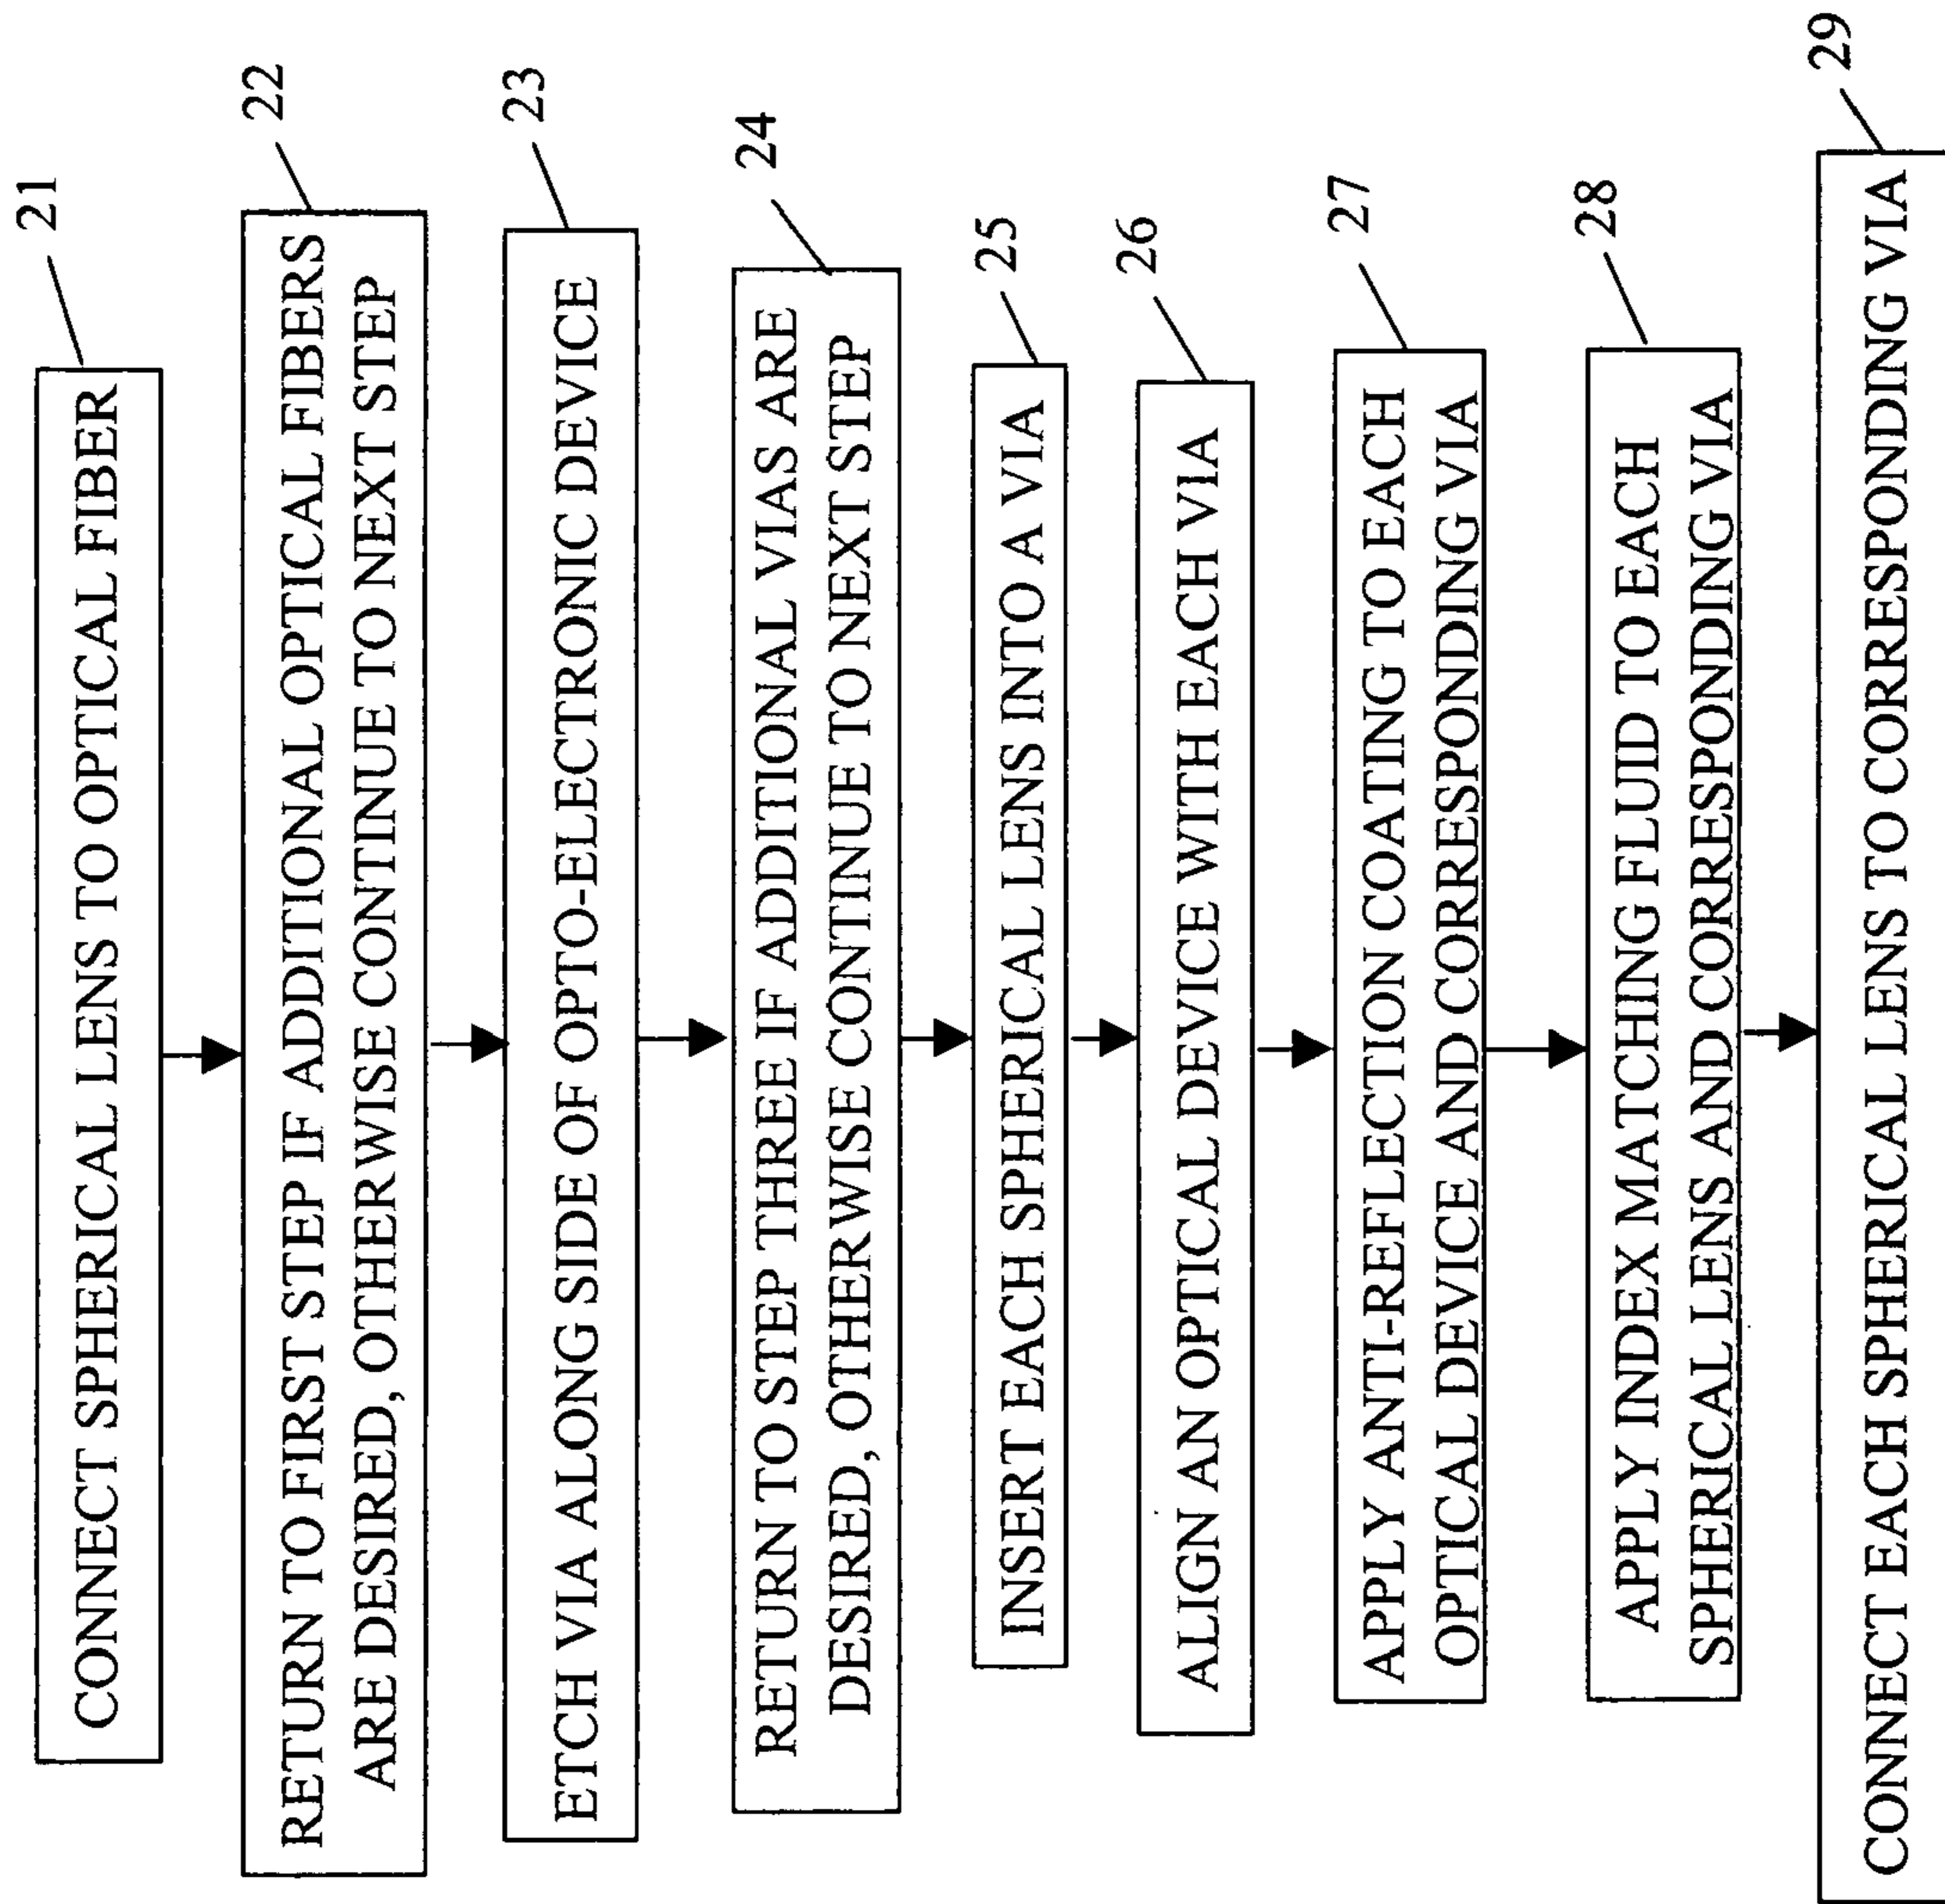 21
CONNECT SPHERICAL LENS TO OPTICAL FIBER
22
RETURN TO FIRST STEP IF ADDITIONAL OPTICAL FIBERS
ARE DESIRED, OTHERWISE CONTINUE TO NEXT STEP
23
ETCH VIA ALONG SIDE OF OPTO-ELECTRONIC DEVICE
24
RETURN TO STEP THREE IF ADDITIONAL VIAS ARE
DESIRED, OTHERWISE CONTINUE TO NEXT STEP
25
INSERT EACH SPHERICAL LENS INTO A VIA
26
ALIGN AN OPTICAL DEVICE WITH EACH VIA
27
APPLY ANTI-REFLECTION COATING TO EACH
OPTICAL DEVICE AND CORRESPONDING VIA
28
APPLY INDEX MATCHING FLUID TO EACH
SPHERICAL LENS AND CORRESPONDING VIA
29
CONNECT EACH SPHERICAL LENS TO CORRESPONDING VIA